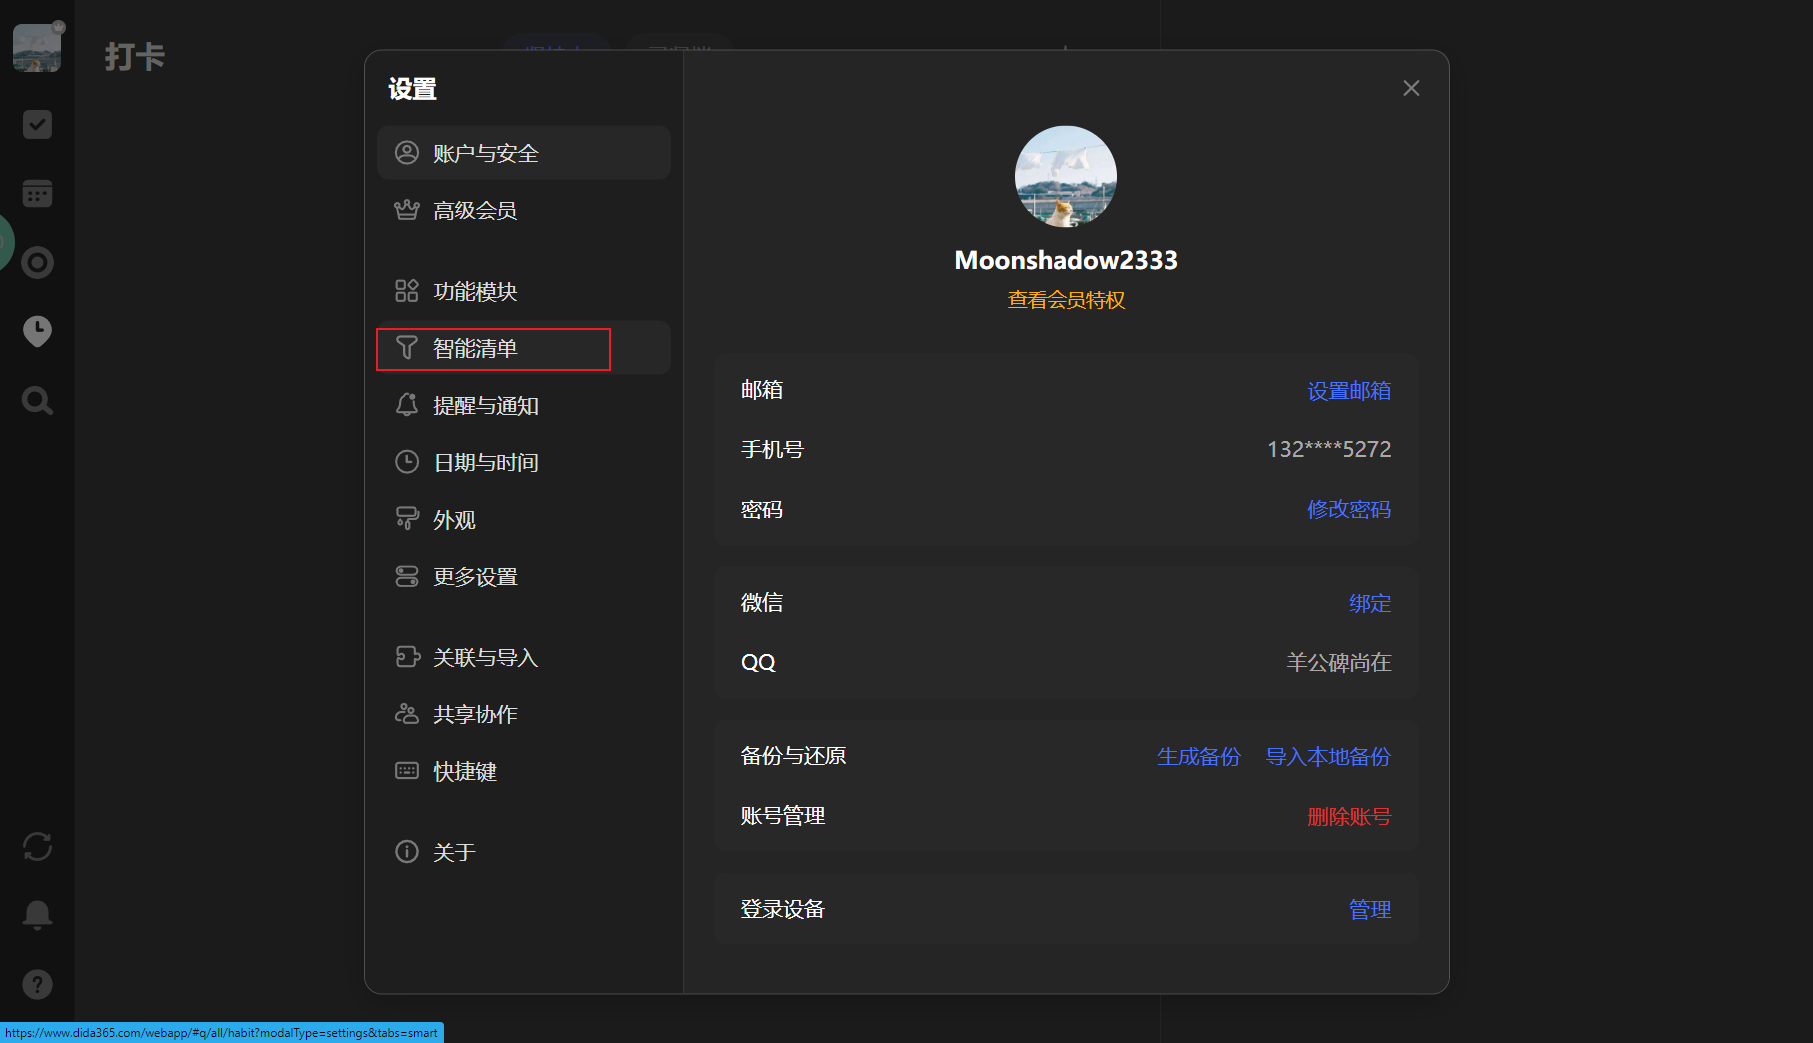 打卡
设置
账户与安全
高级会员
功能模块
智能清单
提醒与通知
日期与时间
外观
更多设置
关联与导入
共享协作
快捷键
关于
Moonshadow2333
查看会员特权
邮箱 设置邮箱
手机号 132****5272
密码 修改密码
微信 绑定
QQ 羊公碑尚在
备份与还原 生成备份 导入本地备份
账号管理 删除账号
登录设备 管理
https://www.dida365.com/webapp/#q/all/habit?modalType=settings&tabs=smart